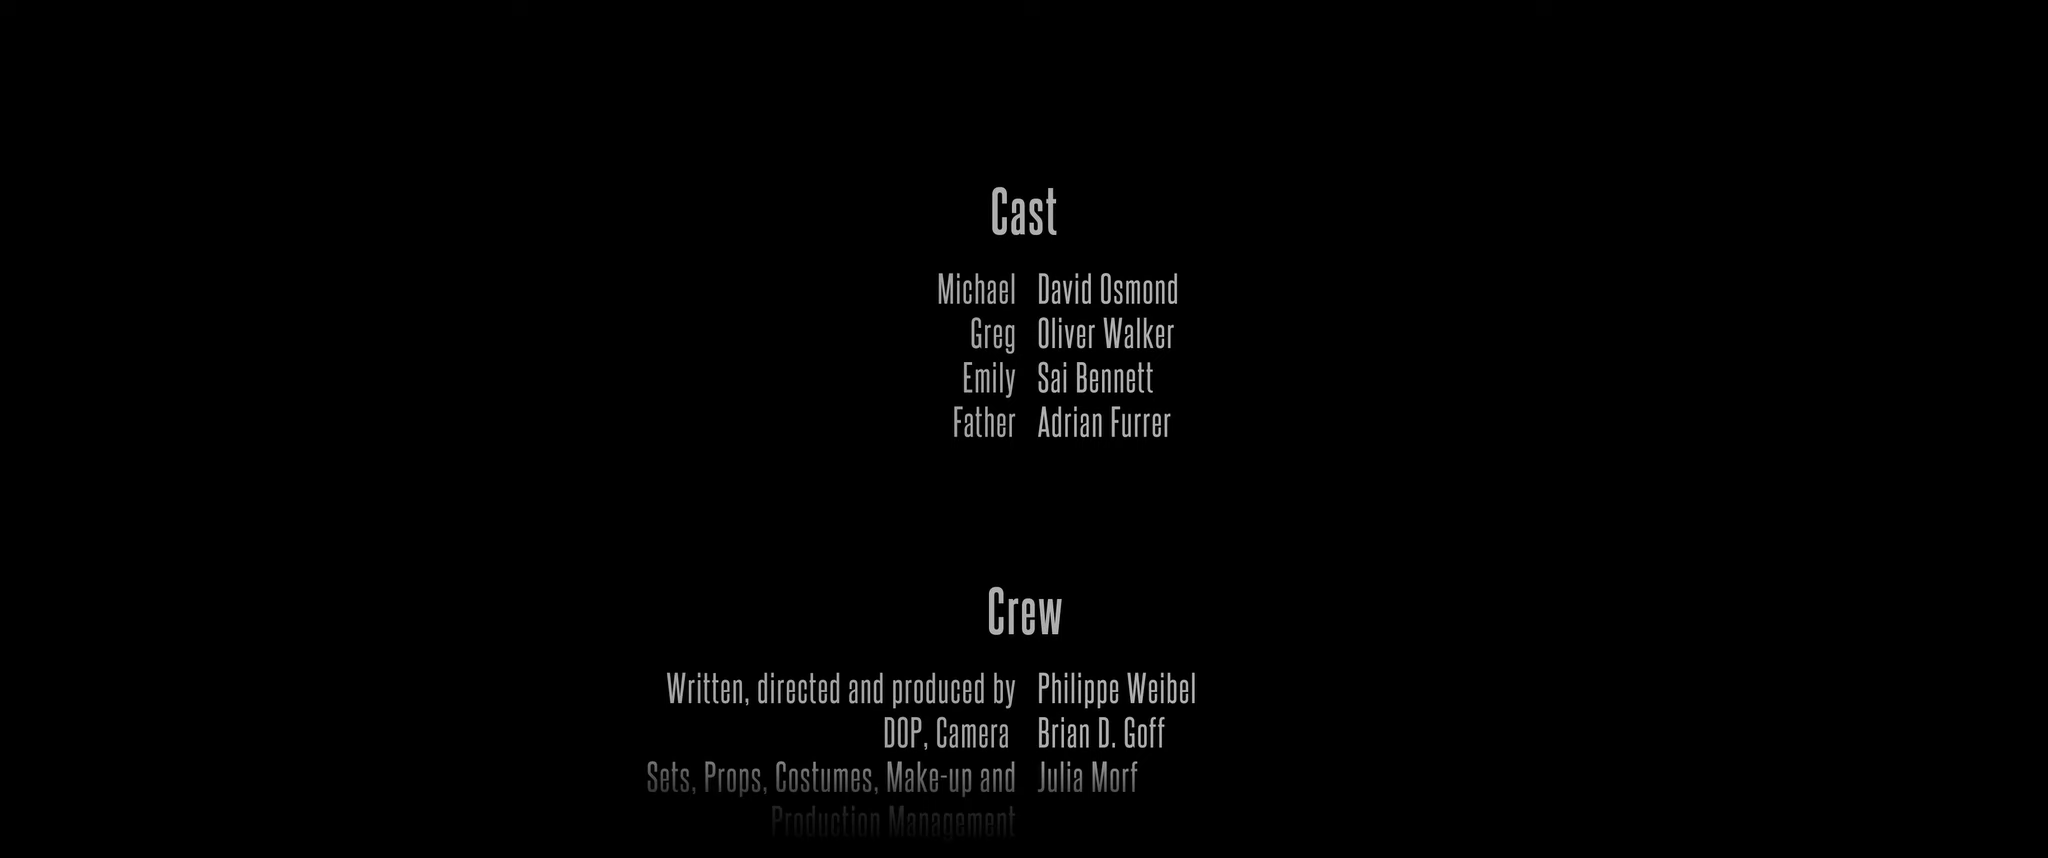 Cast
Michael David Osmond
Greg Oliver Walker
Emily Sai Bennett
Father Adrian Furrer
Crew
Written, directed and produced by Philippe Weibel
DOP, Camera Brian D. Goff
Sets, Props, Costumes, Make-up and Julia Morf
Production Management